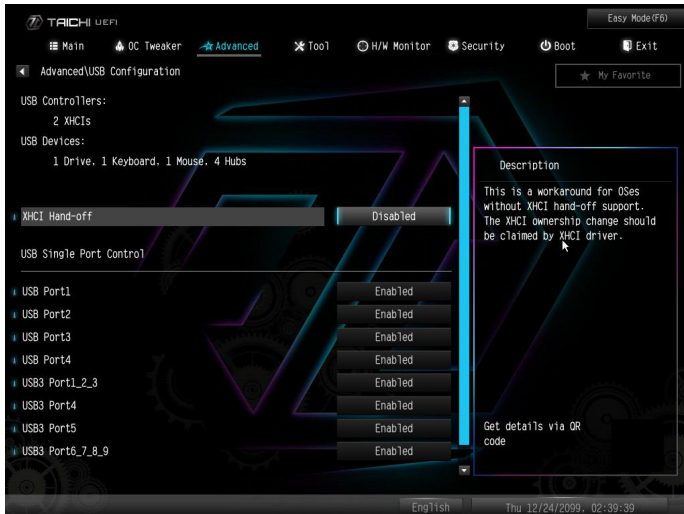 TAICHI UEFI
Easy Mode(F6)
Main
OC Tweaker
Advanced
Tool
H/W Monitor
Security
Boot
Exit
Advanced\USB Configuration
My Favorite
USB Controllers:
2 XHCIs
USB Devices:
1 Drive, 1 Keyboard, 1 Mouse, 4 Hubs
XHCI Hand-off Disabled
USB Single Port Control
USB Port1 Enabled
USB Port2 Enabled
USB Port3 Enabled
USB Port4 Enabled
USB3 Port1_2_3 Enabled
USB3 Port4 Enabled
USB3 Port5 Enabled
USB3 Port6_7_8_9 Enabled
Description
This is a workaround for OSes
without XHCI hand-off support.
The XHCI ownership change should
be claimed by XHCI driver.
Get details via QR
code
English
Thu 12/24/2099, 02:39:39